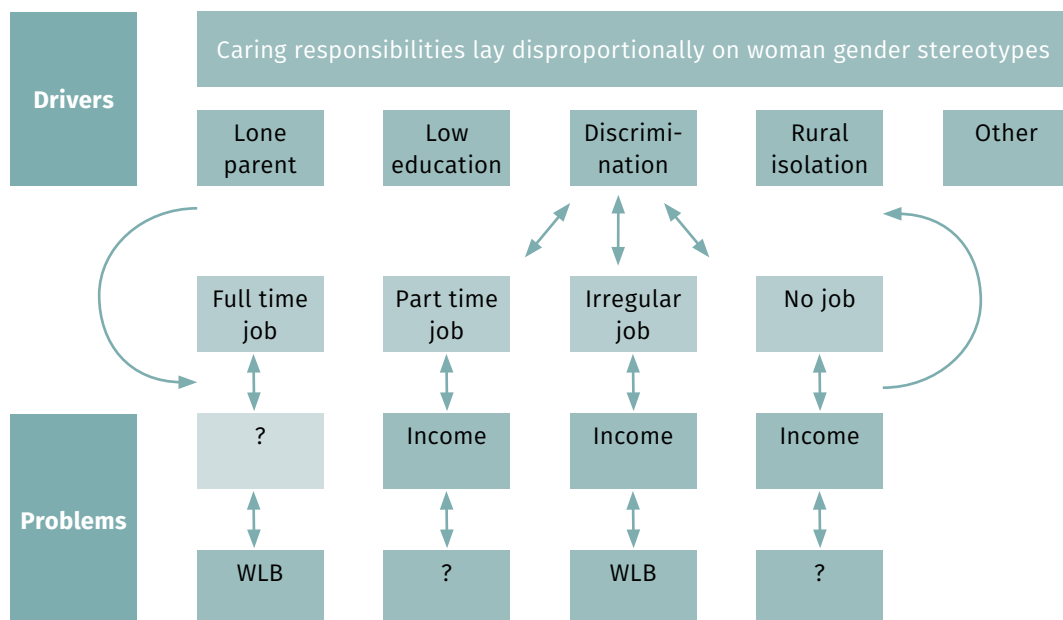 Caring responsibilities lay disproportionally on woman gender stereotypes
Drivers
Lone
parent
Low
education
Discrimi-
nation
Rural
isolation
Other
Full time
job
Part time
job
Irregular
job
No job
Problems
?
Income
Income
Income
WLB
?
WLB
?